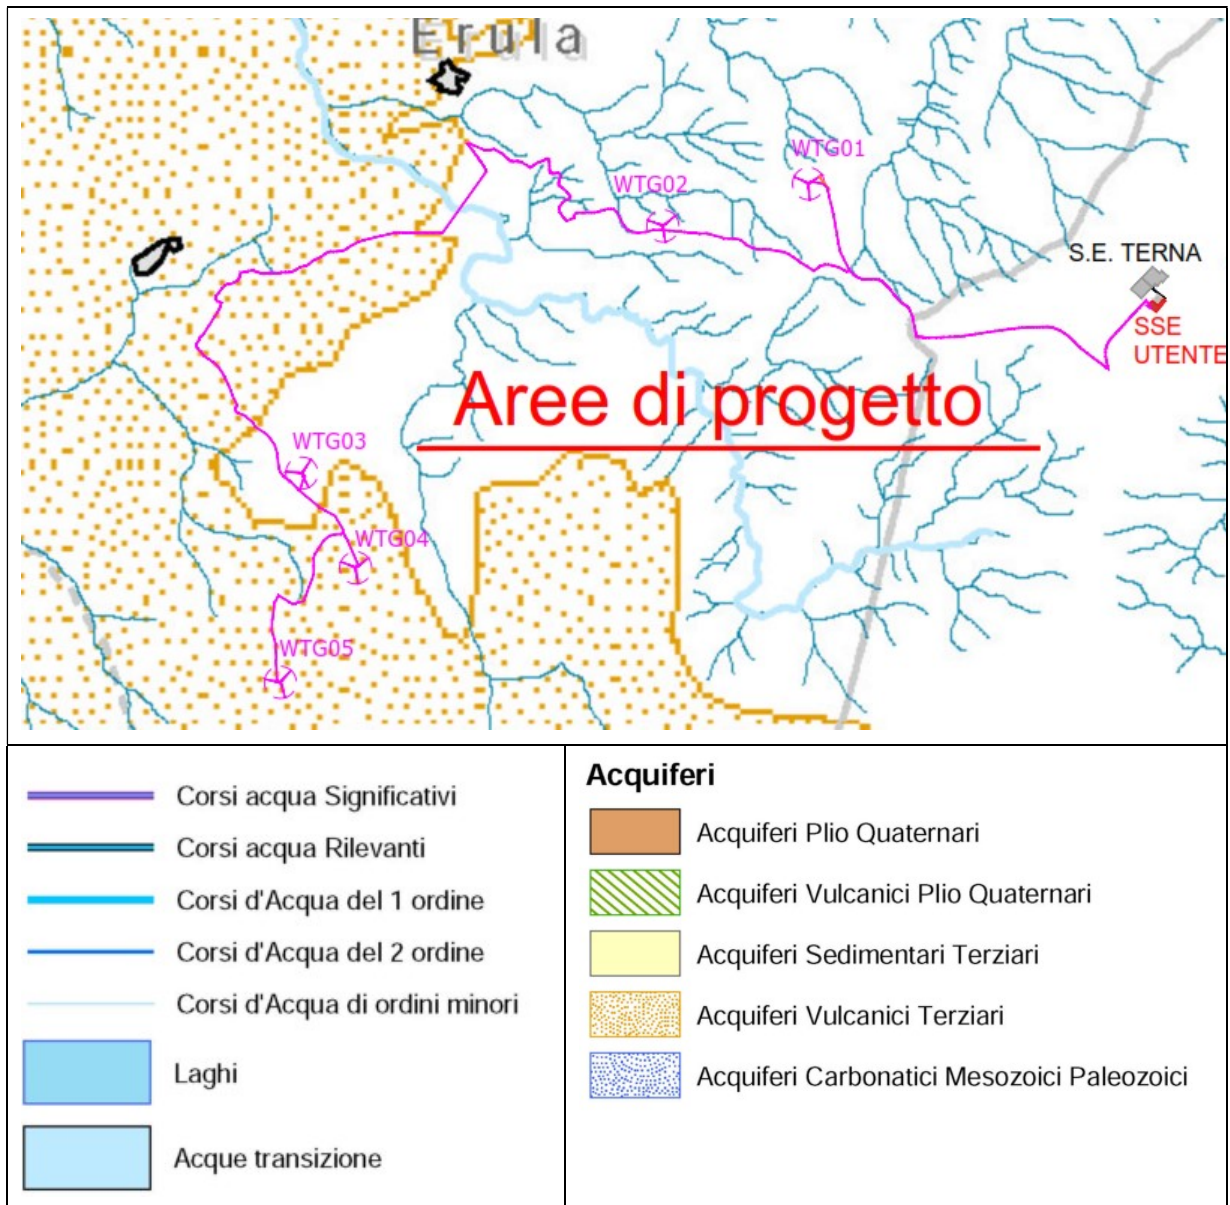 Erula
WTG01
WTG02
S.E. TERNA
SSE
UTENTE
Aree di progetto
WTG03
WTG04
WTG05
Corsi acqua Significativi
Corsi acqua Rilevanti
Corsi d'Acqua del 1 ordine
Corsi d'Acqua del 2 ordine
Corsi d'Acqua di ordini minori
Laghi
Acque transizione
Acquiferi
Acquiferi Plio Quaternari
Acquiferi Vulcanici Plio Quaternari
Acquiferi Sedimentari Terziari
Acquiferi Vulcanici Terziari
Acquiferi Carbonatici Mesozoici Paleozoici